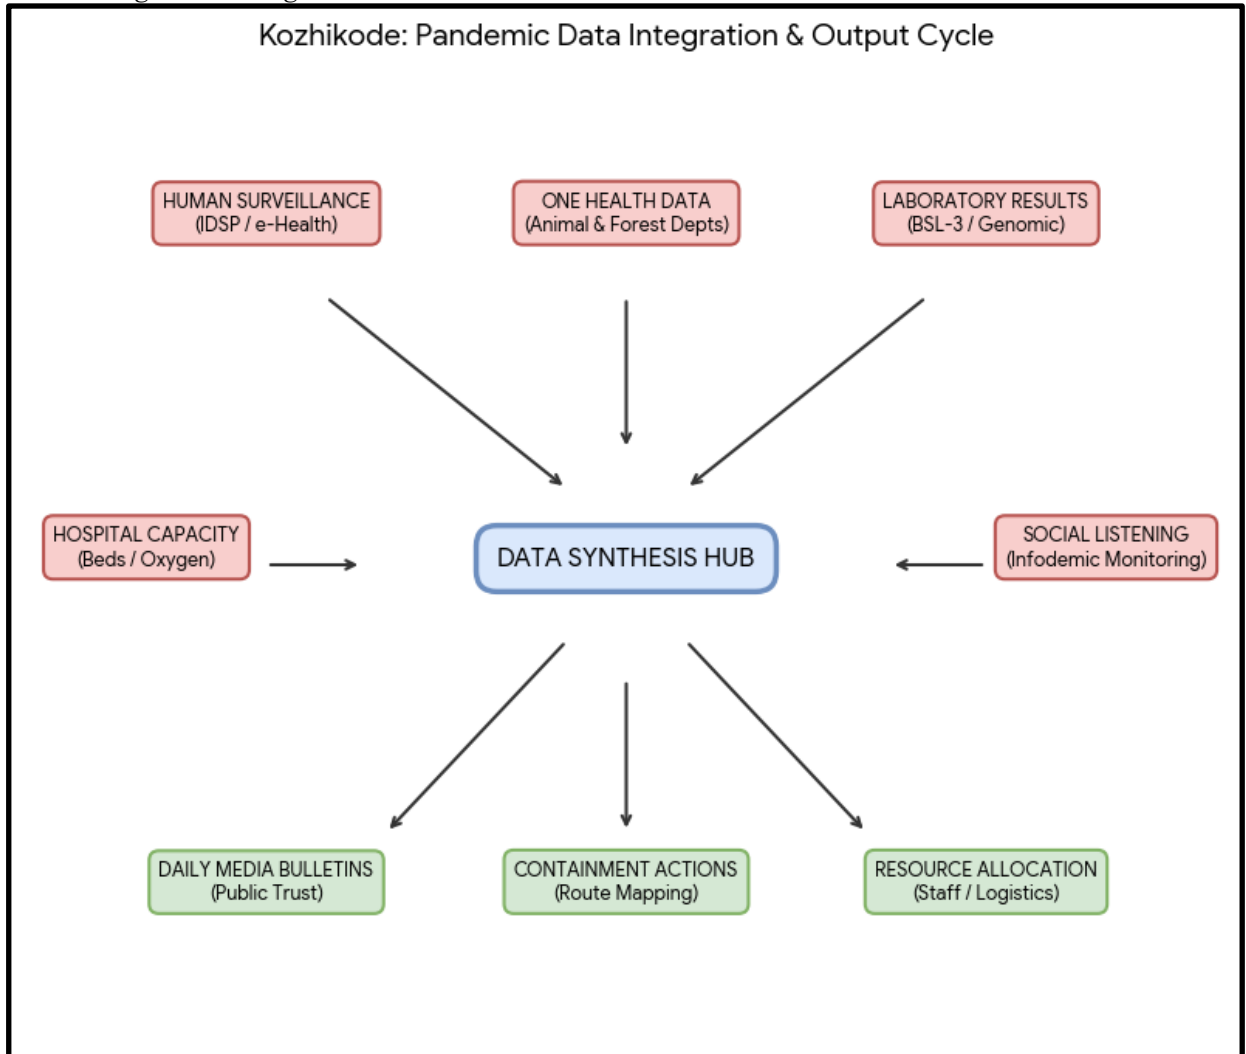 Kozhikode: Pandemic Data Integration & Output Cycle
HUMAN SURVEILLANCE
(IDSP / e-Health)
ONE HEALTH DATA
(Animal & Forest Depts)
LABORATORY RESULTS
(BSL-3 / Genomic)
HOSPITAL CAPACITY
(Beds / Oxygen)
DATA SYNTHESIS HUB
SOCIAL LISTENING
(Infodemic Monitoring)
DAILY MEDIA BULLETINS
(Public Trust)
CONTAINMENT ACTIONS
(Route Mapping)
RESOURCE ALLOCATION
(Staff / Logistics)